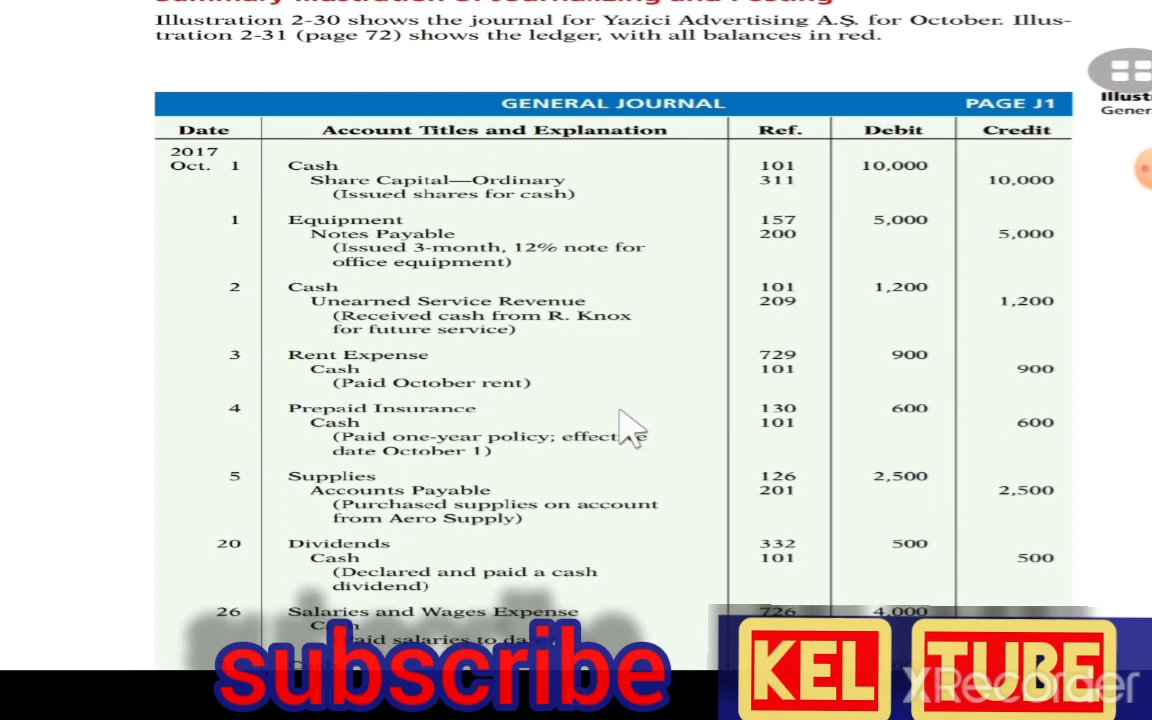 Illustration 2-30 shows the journal for Yazici Advertising A.Ş. for October. Illus-
tration 2-31 (page 72) shows the ledger, with all balances in red.
Illust
Gener
GENERAL JOURNAL PAGE J1
Date Account Titles and Explanation Ref. Debit Credit
2017
Oct. 1 Cash 101 10,000
Share Capital—Ordinary 311 10,000
(Issued shares for cash)
1 Equipment 157 5,000
Notes Payable 200 5,000
(Issued 3-month, 12% note for
office equipment)
2 Cash 101 1,200
Unearned Service Revenue 209 1,200
(Received cash from R. Knox
for future service)
3 Rent Expense 729 900
Cash 101 900
(Paid October rent)
4 Prepaid Insurance 130 600
Cash 101 600
(Paid one-year policy; effective
date October 1)
5 Supplies 126 2,500
Accounts Payable 201 2,500
(Purchased supplies on account
from Aero Supply)
20 Dividends 332 500
Cash 101 500
(Declared and paid a cash
dividend)
26 Salaries and Wages Expense 726 4,000
Cash
Paid salaries to date
subscribe
KEL TUBE
XRecorder